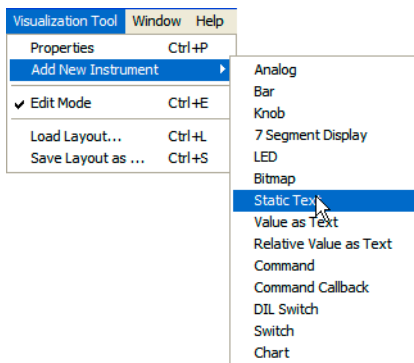 Visualization Tool Window Help
Properties Ctrl+P
Add New Instrument
Edit Mode Ctrl+E
Load Layout... Ctrl+L
Save Layout as ... Ctrl+S
Analog
Bar
Knob
7 Segment Display
LED
Bitmap
Static Text
Value as Text
Relative Value as Text
Command
Command Callback
DIL Switch
Switch
Chart